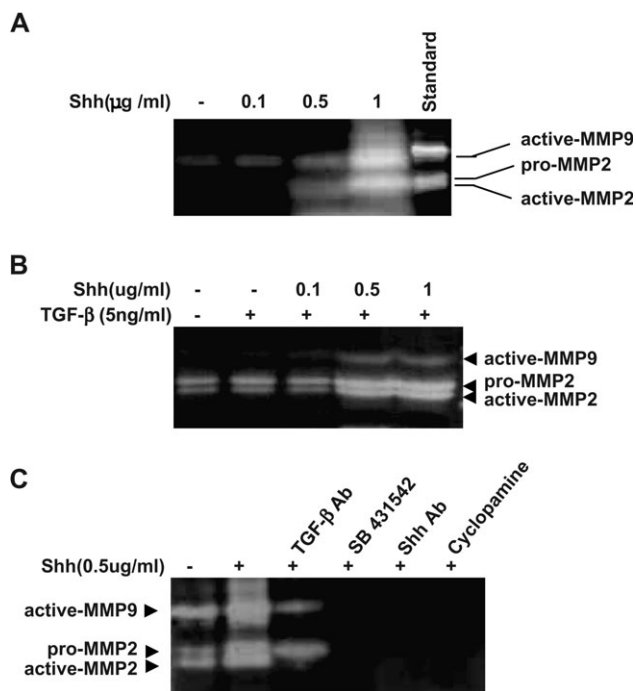 A
Shh(μg /ml) - 0.1 0.5 1 Standard
active-MMP9
pro-MMP2
active-MMP2
B
Shh(ug/ml) - - 0.1 0.5 1
TGF-β (5ng/ml) - + + + +
active-MMP9
pro-MMP2
active-MMP2
C
TGF-β Ab SB 431542 Shh Ab Cyclopamine
Shh(0.5ug/ml) - + + + + +
active-MMP9
pro-MMP2
active-MMP2